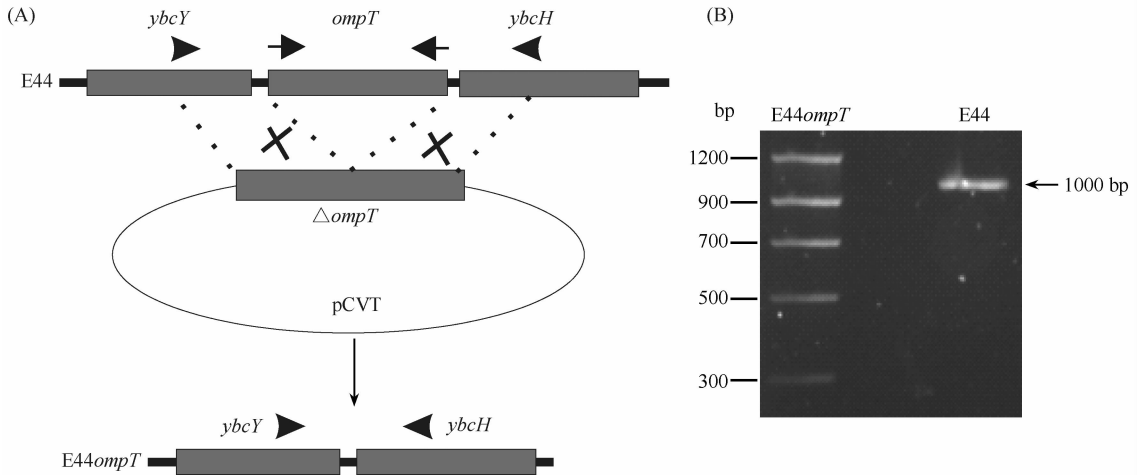 (A)
ybcY
ompT
ybcH
E44
△ompT
pCVT
ybcY
ybcH
E44ompT
(B)
bp
E44ompT
E44
1200
900
700
500
300
1000 bp